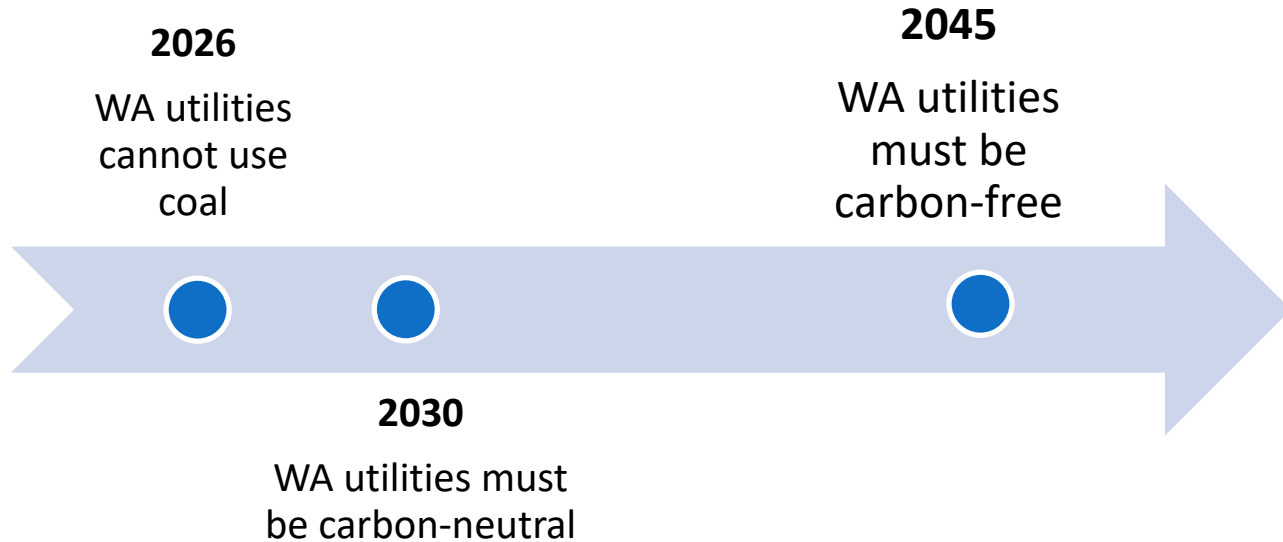 2026
WA utilities
cannot use
coal
2030
WA utilities must
be carbon-neutral
2045
WA utilities
must be
carbon-free